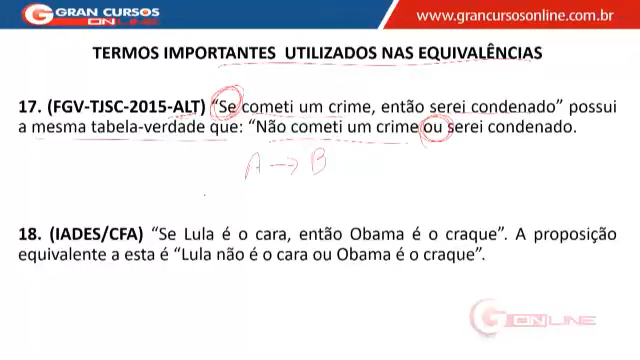 GRAN CURSOS
ONLINE
www.grancursosonline.com.br
TERMOS IMPORTANTES UTILIZADOS NAS EQUIVALÊNCIAS
17. (FGV-TJSC-2015-ALT) “Se cometi um crime, então serei condenado” possui
a mesma tabela-verdade que: “Não cometi um crime ou serei condenado.
A → B
18. (IADES/CFA) “Se Lula é o cara, então Obama é o craque”. A proposição
equivalente a esta é “Lula não é o cara ou Obama é o craque”.
G ONLINE